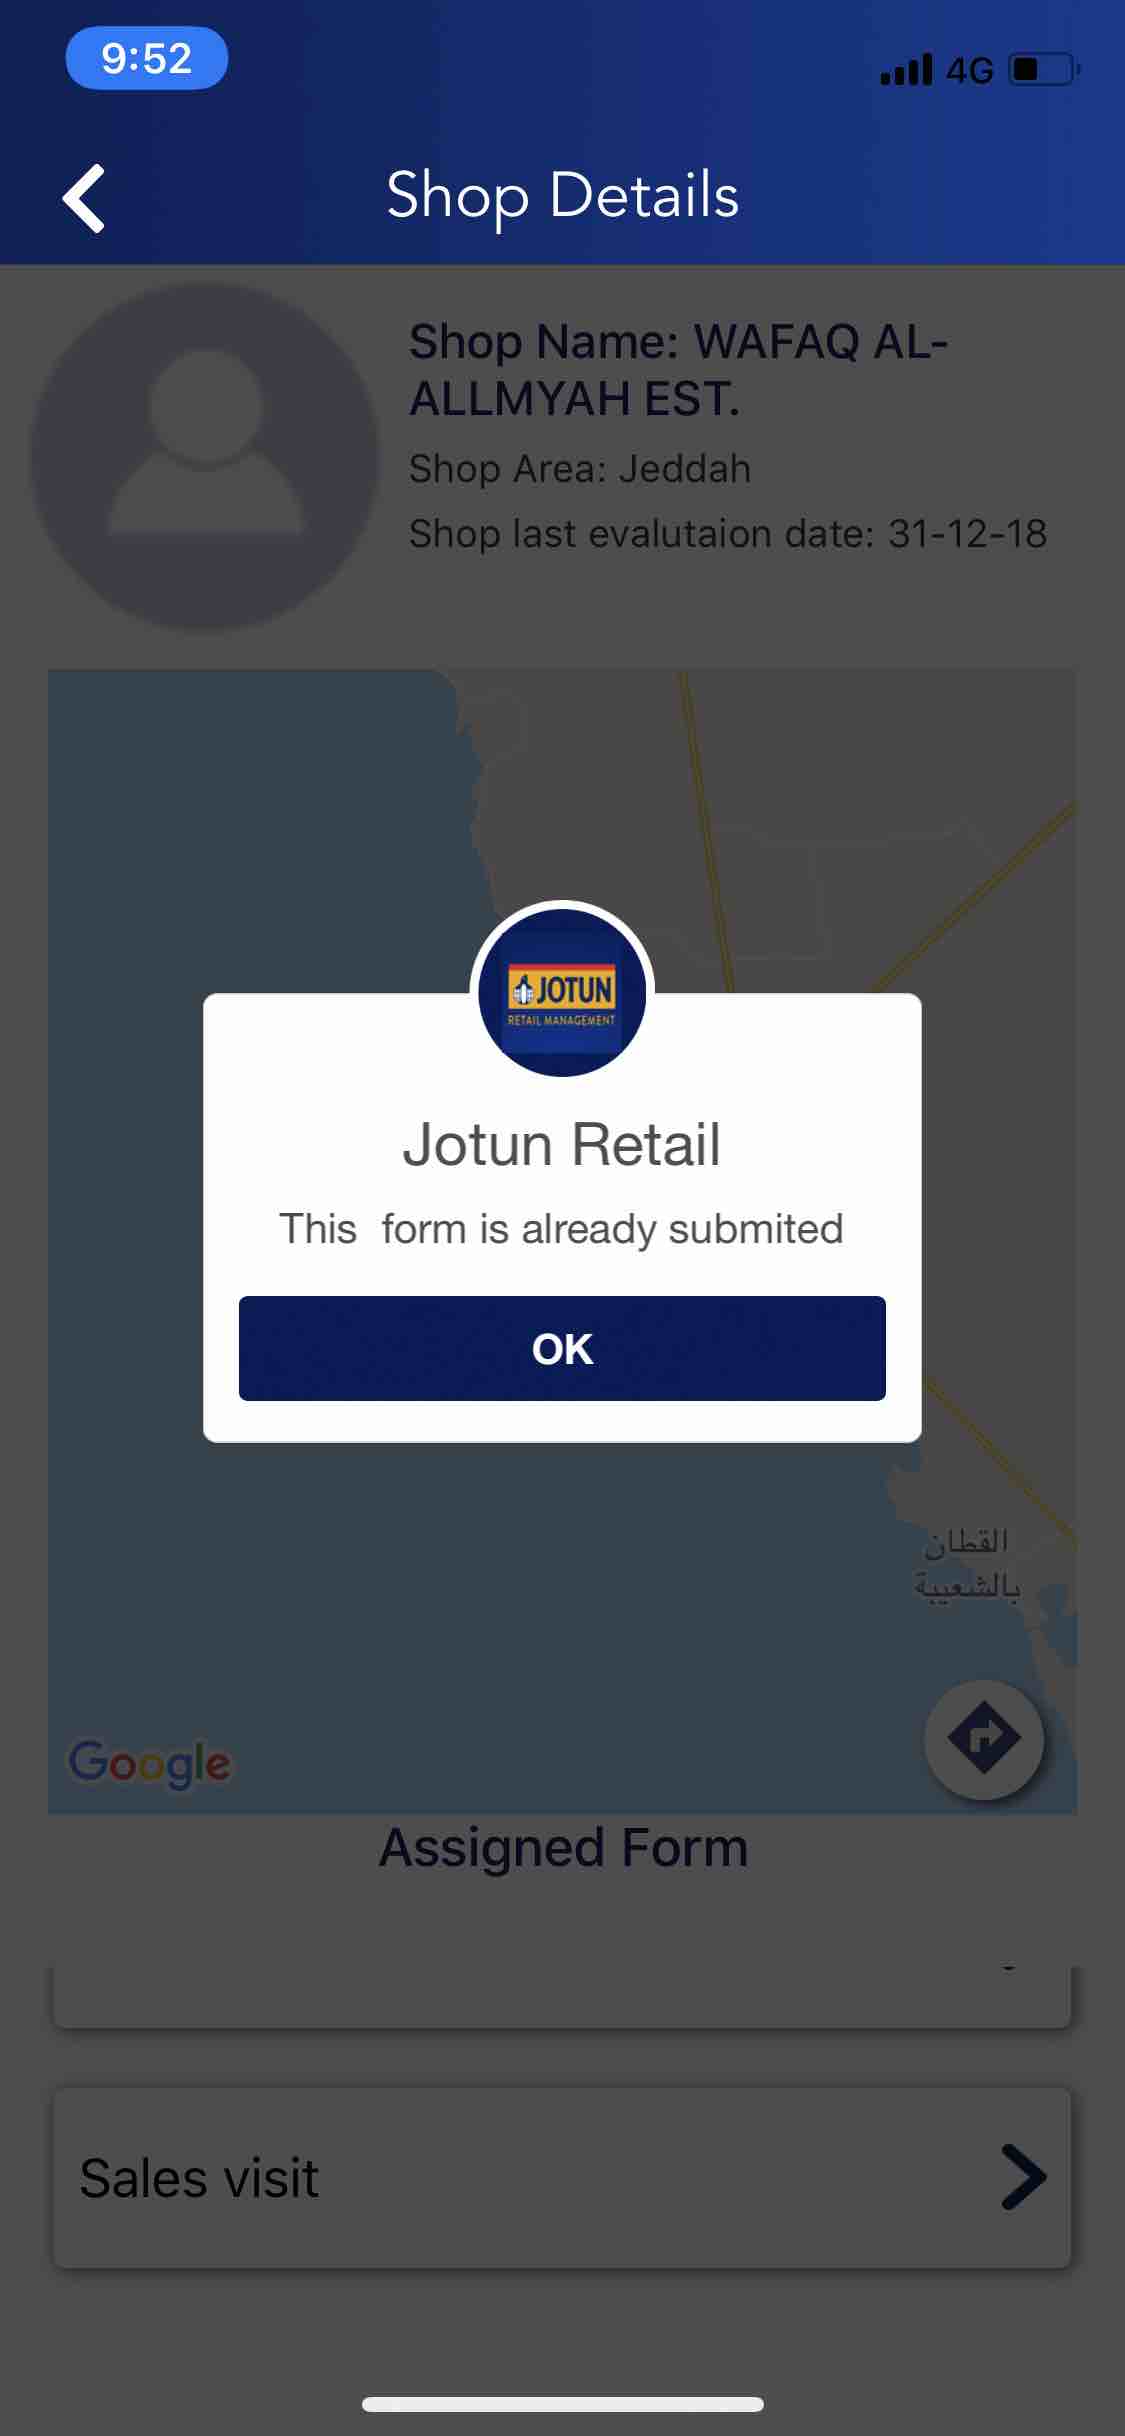 9:52
4G
Shop Details
Shop Name: WAFAQ AL-
ALLMYAH EST.
Shop Area: Jeddah
Shop last evalutaion date: 31-12-18
JOTUN
RETAIL MANAGEMENT
Jotun Retail
This  form is already submited
OK
القطان
بالشعيبة
Google
Assigned Form
Sales visit